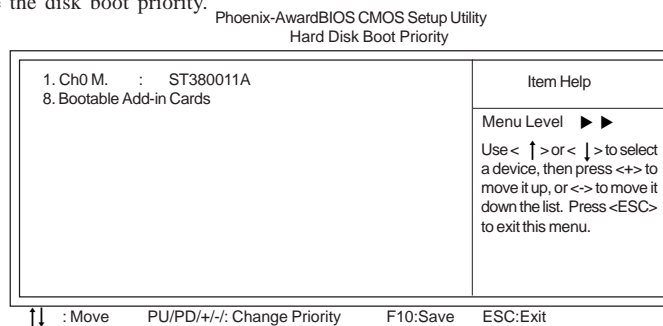 the disk boot priority.
Phoenix-AwardBIOS CMOS Setup Utility
Hard Disk Boot Priority
1. Ch0 M. : ST380011A
8. Bootable Add-in Cards
Item Help
Menu Level ▶ ▶
Use < ↑ > or < ↓ > to select
a device, then press <+> to
move it up, or <-> to move it
down the list. Press <ESC>
to exit this menu.
↑↓ : Move PU/PD/+/-/: Change Priority F10:Save ESC:Exit